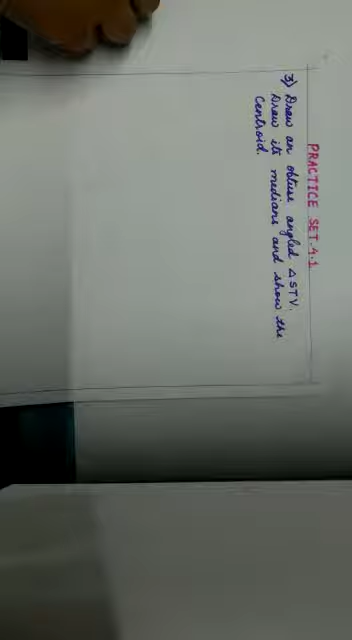 PRACTICE SET 4.1
3) Draw an obtuse angled △STV.
Draw its medians and show the
Centroid.